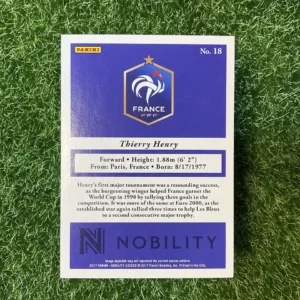 PANINI
No. 18
FRANCE
FFF
Thierry Henry
Forward • Height: 1.88m (6' 2")
From: Paris, France • Born: 8/17/1977
Henry's first major tournament was a resounding success,
as the burgeoning winger helped France garner the
World Cup in 1998 by tallying three goals in the
competition. It was more of the same at Euro 2000, as the
established star again tallied three times to help Les Bleus
to a second consecutive major trophy.
N NOBILITY